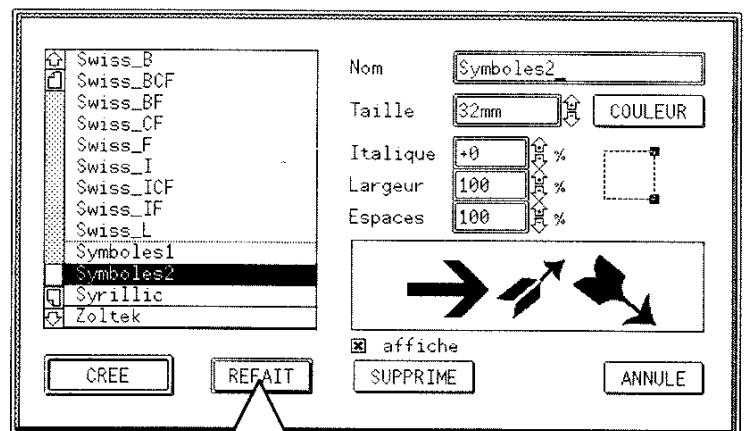 Swiss_B
Swiss_BCF
Swiss_BF
Swiss_CF
Swiss_F
Swiss_I
Swiss_ICF
Swiss_IF
Swiss_L
Symboles1
Symboles2
Syrillic
Zoltek
Nom Symboles2_
Taille 32mm COULEUR
Italique +0 %
Largeur 100 %
Espaces 100 %
affiche
CREE REFAIT SUPPRIME ANNULE